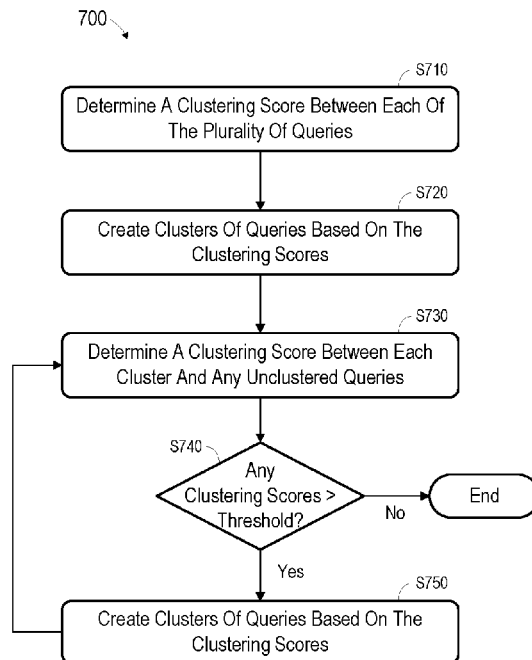 700
S710
Determine A Clustering Score Between Each Of
The Plurality Of Queries
S720
Create Clusters Of Queries Based On The
Clustering Scores
S730
Determine A Clustering Score Between Each
Cluster And Any Unclustered Queries
S740
Any
Clustering Scores >
Threshold?
No
End
Yes
S750
Create Clusters Of Queries Based On The
Clustering Scores